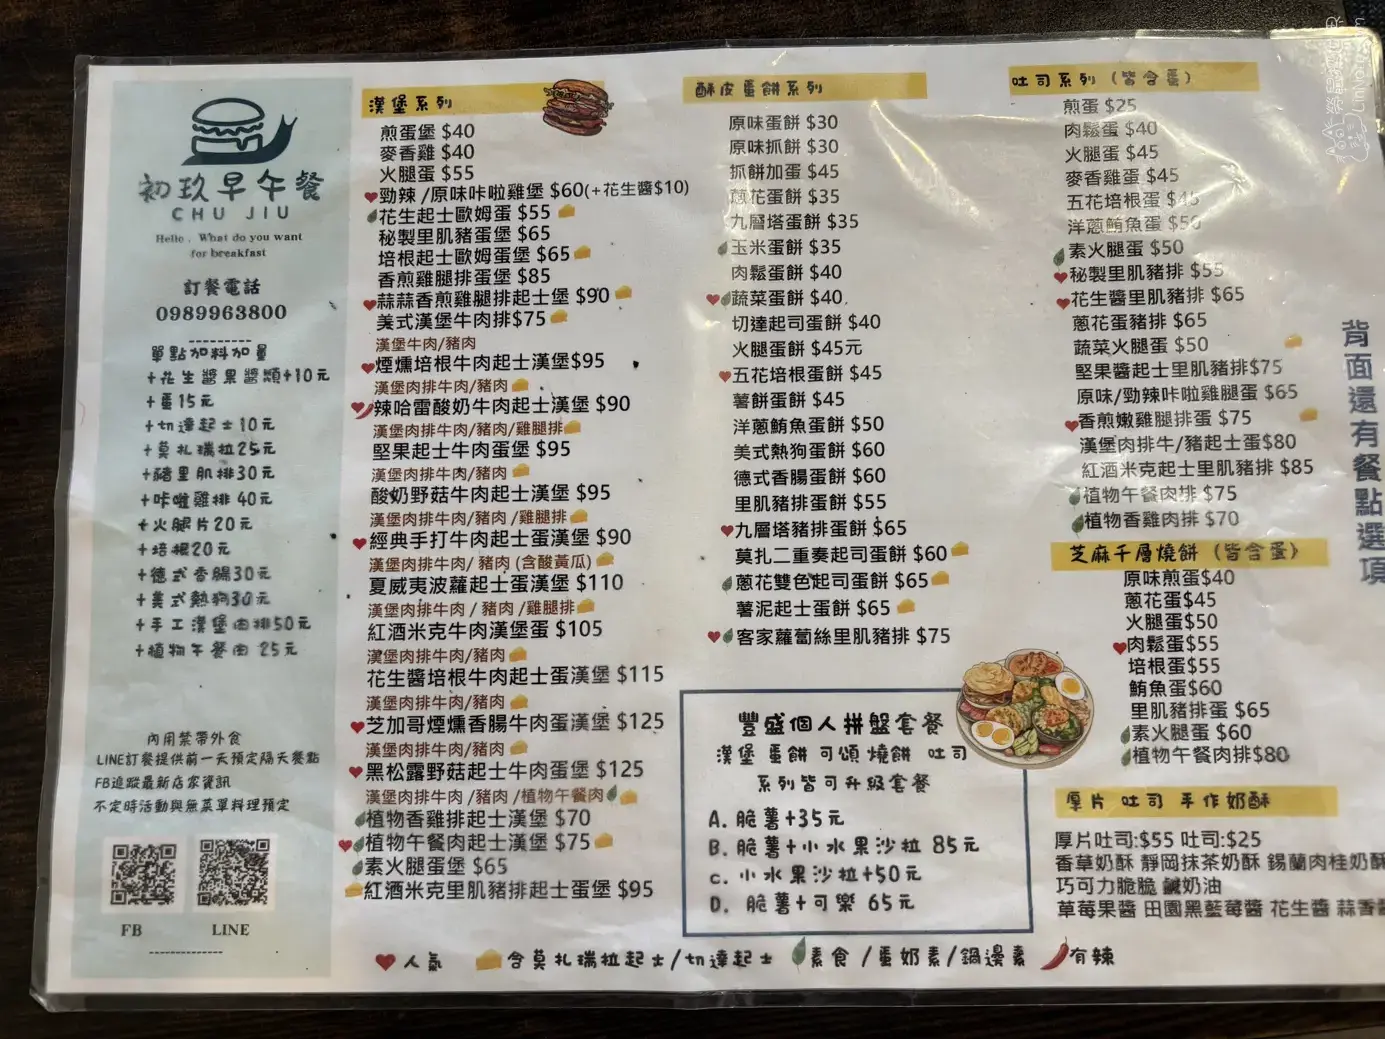 初玖早午餐
CHU JIU
Hello , What do you want
for breakfast
訂餐電話
0989963800
單點加料加量
+花生醬果醬類+10元
+蛋15元
+切達起士10元
+莫札瑞拉25元
+豬里肌排30元
+咔啦雞排40元
+火腿片20元
+培根20元
+德式香腸30元
+美式熱狗30元
+手工漢堡肉排50元
+植物午餐肉 25元
內用禁帶外食
LINE訂餐提供前一天預定隔天餐點
FB追蹤最新店家資訊
不定時活動與無菜單料理預定
FB
LINE
漢堡系列
煎蛋堡 $40
麥香雞 $40
火腿蛋 $55
勁辣 /原味咔啦雞堡 $60(+花生醬$10)
花生起士歐姆蛋 $55
秘製里肌豬蛋堡 $65
培根起士歐姆蛋堡 $65
香煎雞腿排蛋堡 $85
蒜蒜香煎雞腿排起士堡 $90
美式漢堡牛肉排$75
漢堡牛肉/豬肉
煙燻培根牛肉起士漢堡$95
漢堡肉排牛肉/豬肉
辣哈雷酸奶牛肉起士漢堡 $90
漢堡肉排牛肉/豬肉/雞腿排
堅果起士牛肉蛋堡 $95
漢堡肉排牛肉/豬肉
酸奶野菇牛肉起士漢堡 $95
漢堡肉排牛肉/豬肉 /雞腿排
經典手打牛肉起士蛋漢堡 $90
漢堡肉排牛肉/ 豬肉 (含酸黃瓜)
夏威夷波蘿起士蛋漢堡 $110
漢堡肉排牛肉 / 豬肉 /雞腿排
紅酒米克牛肉漢堡蛋 $105
漢堡肉排牛肉/豬肉
花生醬培根牛肉起士蛋漢堡 $115
漢堡肉排牛肉/豬肉
芝加哥煙燻香腸牛肉蛋漢堡 $125
漢堡肉排牛肉/豬肉
黑松露野菇起士牛肉蛋堡 $125
漢堡肉排牛肉 /豬肉 /植物午餐肉
植物香雞排起士漢堡 $70
植物午餐肉起士漢堡 $75
素火腿蛋堡 $65
紅酒米克里肌豬排起士蛋堡 $95
酥皮蛋餅系列
原味蛋餅 $30
原味抓餅 $30
抓餅加蛋 $45
蔥花蛋餅 $35
九層塔蛋餅 $35
玉米蛋餅 $35
肉鬆蛋餅 $40
蔬菜蛋餅 $40
切達起司蛋餅 $40
火腿蛋餅 $45元
五花培根蛋餅 $45
薯餅蛋餅 $45
洋蔥鮪魚蛋餅 $50
美式熱狗蛋餅 $60
德式香腸蛋餅 $60
里肌豬排蛋餅 $55
九層塔豬排蛋餅 $65
莫扎二重奏起司蛋餅 $60
蔥花雙色起司蛋餅 $65
薯泥起士蛋餅 $65
客家蘿蔔絲里肌豬排 $75
豐盛個人拼盤套餐
漢堡 蛋餅 可頌 燒餅 吐司
系列皆可升級套餐
A. 脆薯+35元
B. 脆薯+小水果沙拉 85元
c. 小水果沙拉+50元
D. 脆薯+可樂 65元
吐司系列 (皆含蛋)
煎蛋 $25
肉鬆蛋 $40
火腿蛋 $45
麥香雞蛋 $45
五花培根蛋 $45
洋蔥鮪魚蛋 $50
素火腿蛋 $50
秘製里肌豬排 $55
花生醬里肌豬排 $65
蔥花蛋豬排 $65
蔬菜火腿蛋 $50
堅果醬起士里肌豬排$75
原味/勁辣咔啦雞腿蛋 $65
香煎嫩雞腿排蛋 $75
漢堡肉排牛/豬起士蛋$80
紅酒米克起士里肌豬排 $85
植物午餐肉排 $75
植物香雞肉排 $70
芝麻千層燒餅 (皆含蛋)
原味煎蛋$40
蔥花蛋$45
火腿蛋$50
肉鬆蛋$55
培根蛋$55
鮪魚蛋$60
里肌豬排蛋 $65
素火腿蛋 $60
植物午餐肉排$80
厚片 吐司 手作奶酥
厚片吐司:$55 吐司:$25
香草奶酥 靜岡抹茶奶酥 錫蘭肉桂奶酥
巧可力脆脆 鹹奶油
草莓果醬 田園黑藍莓醬 花生醬 蒜香醬
背面還有餐點選項
人氣
含莫札瑞拉起士/切達起士
素食 /蛋奶素/鍋邊素
有辣